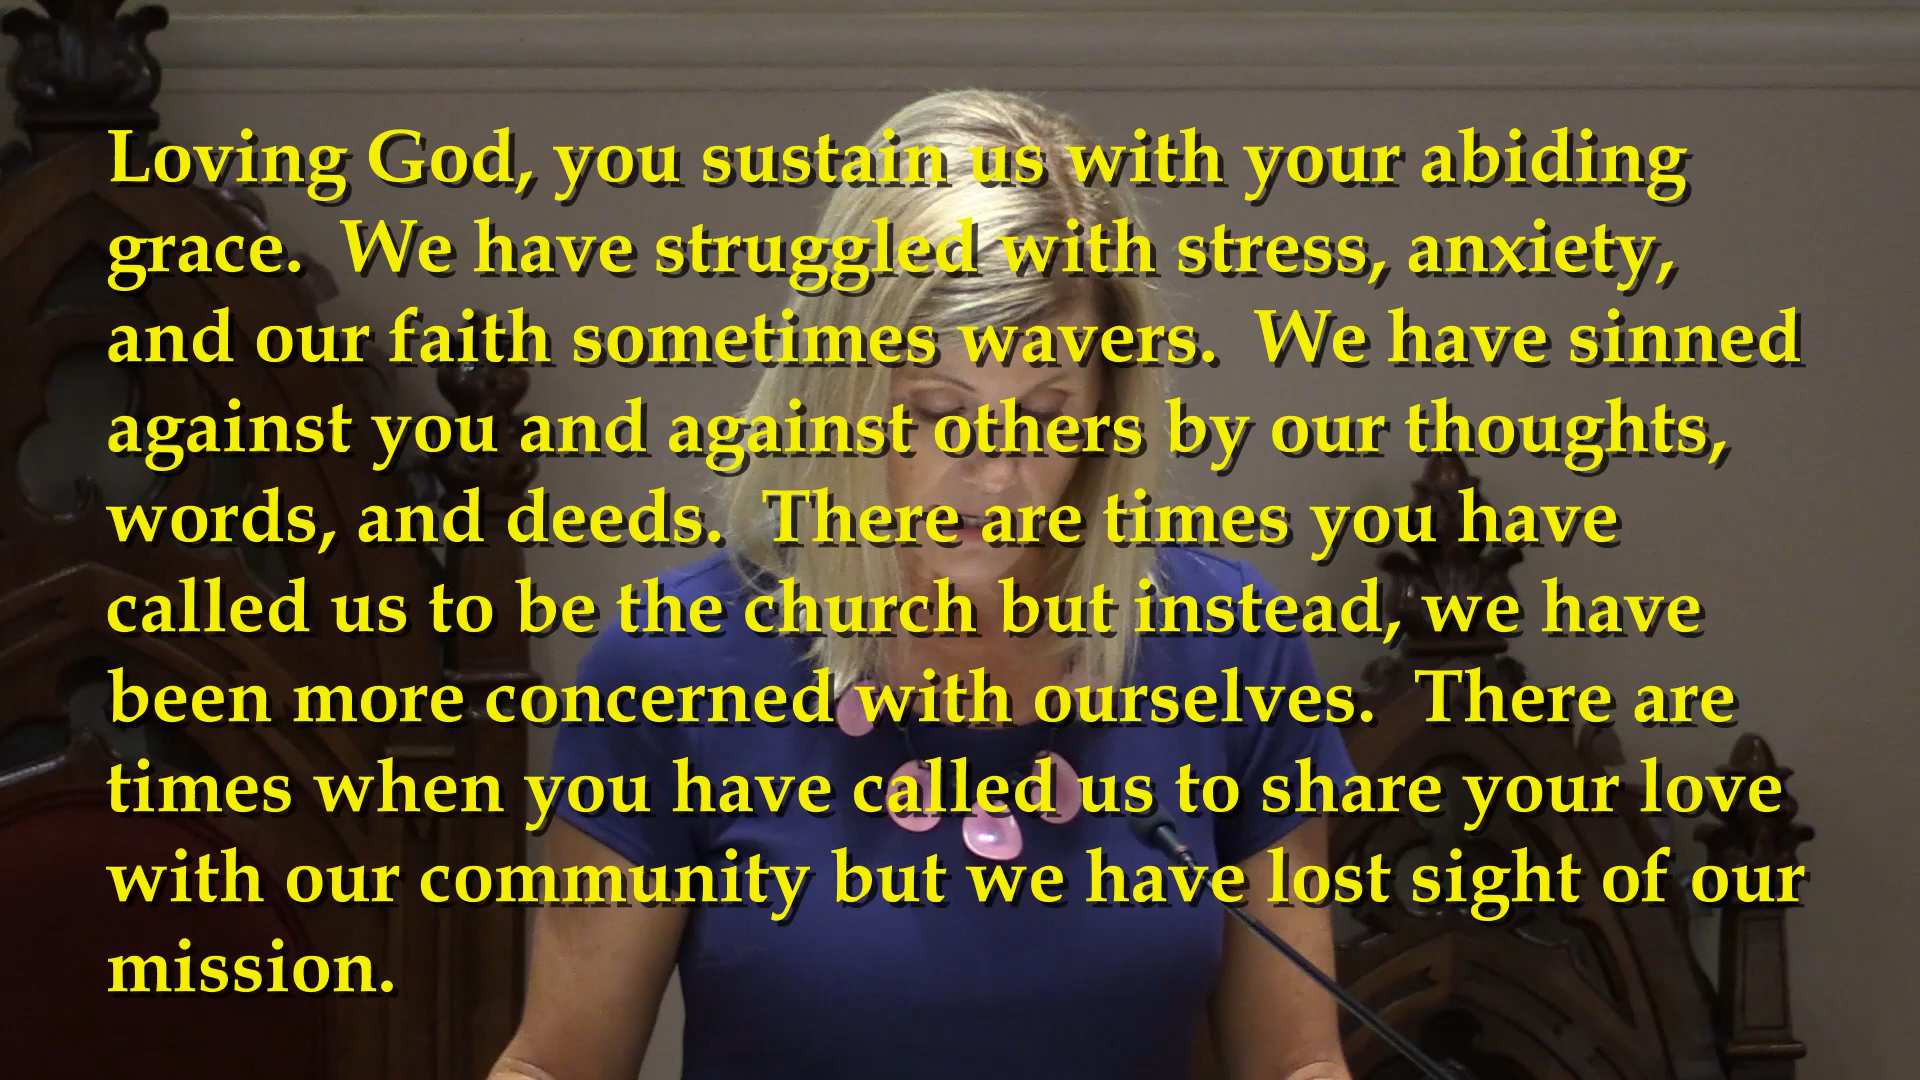 Loving God, you sustain us with your abiding
grace.  We have struggled with stress, anxiety,
and our faith sometimes wavers.  We have sinned
against you and against others by our thoughts,
words, and deeds.  There are times you have
called us to be the church but instead, we have
been more concerned with ourselves.  There are
times when you have called us to share your love
with our community but we have lost sight of our
mission.